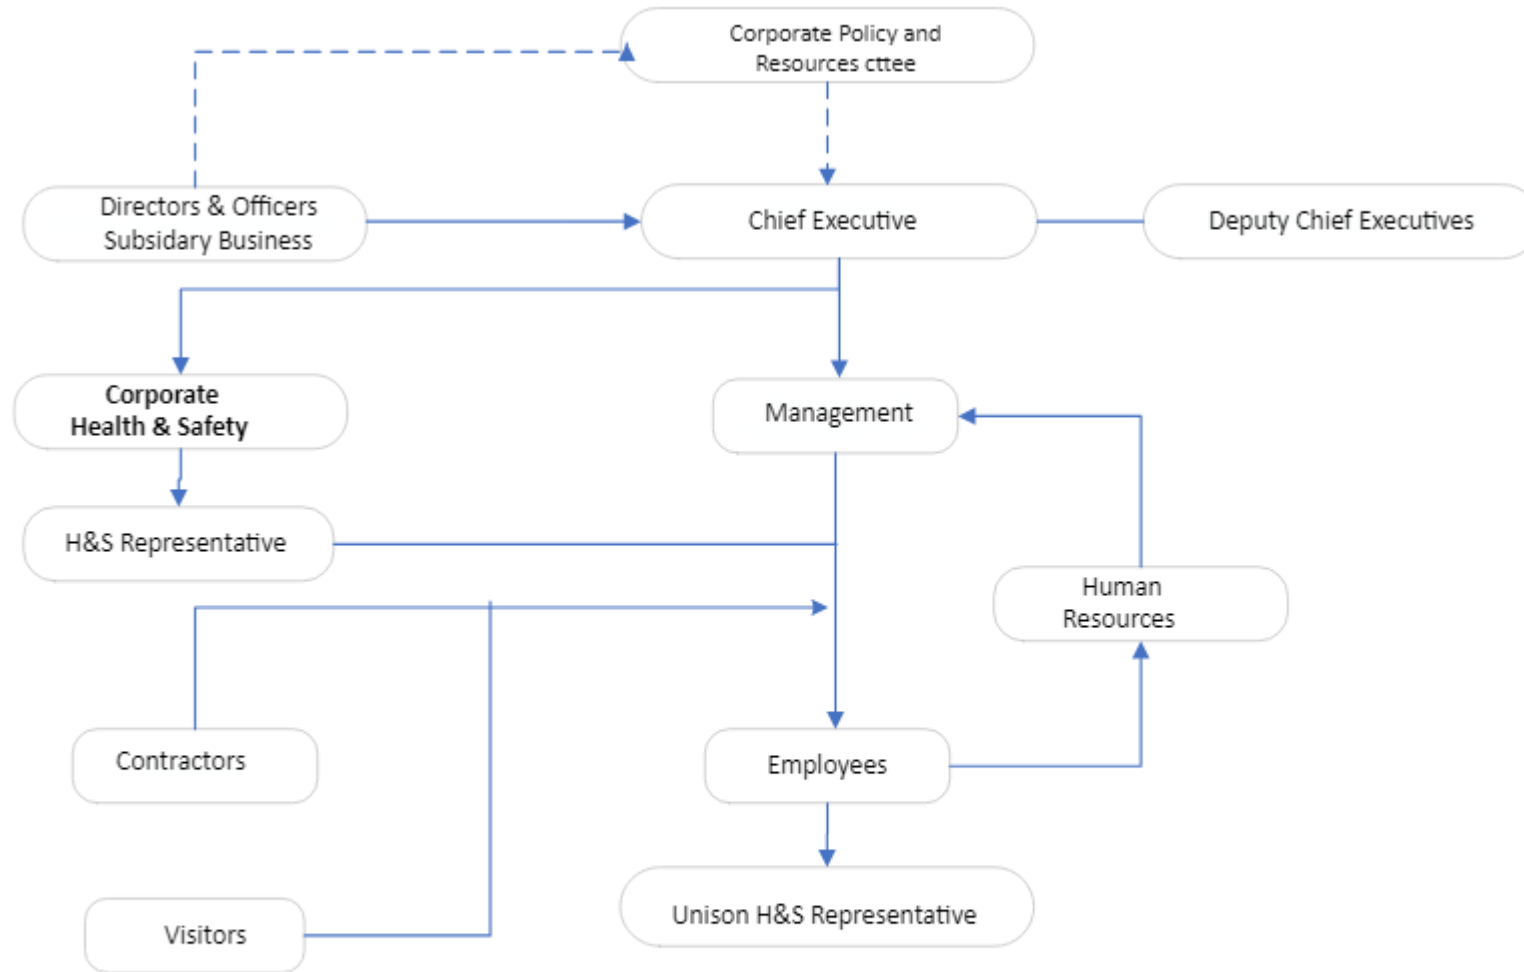 Corporate Policy and
Resources cttee
Directors & Officers
Subsidary Business
Chief Executive
Deputy Chief Executives
Corporate
Health & Safety
Management
H&S Representative
Human
Resources
Contractors
Employees
Unison H&S Representative
Visitors